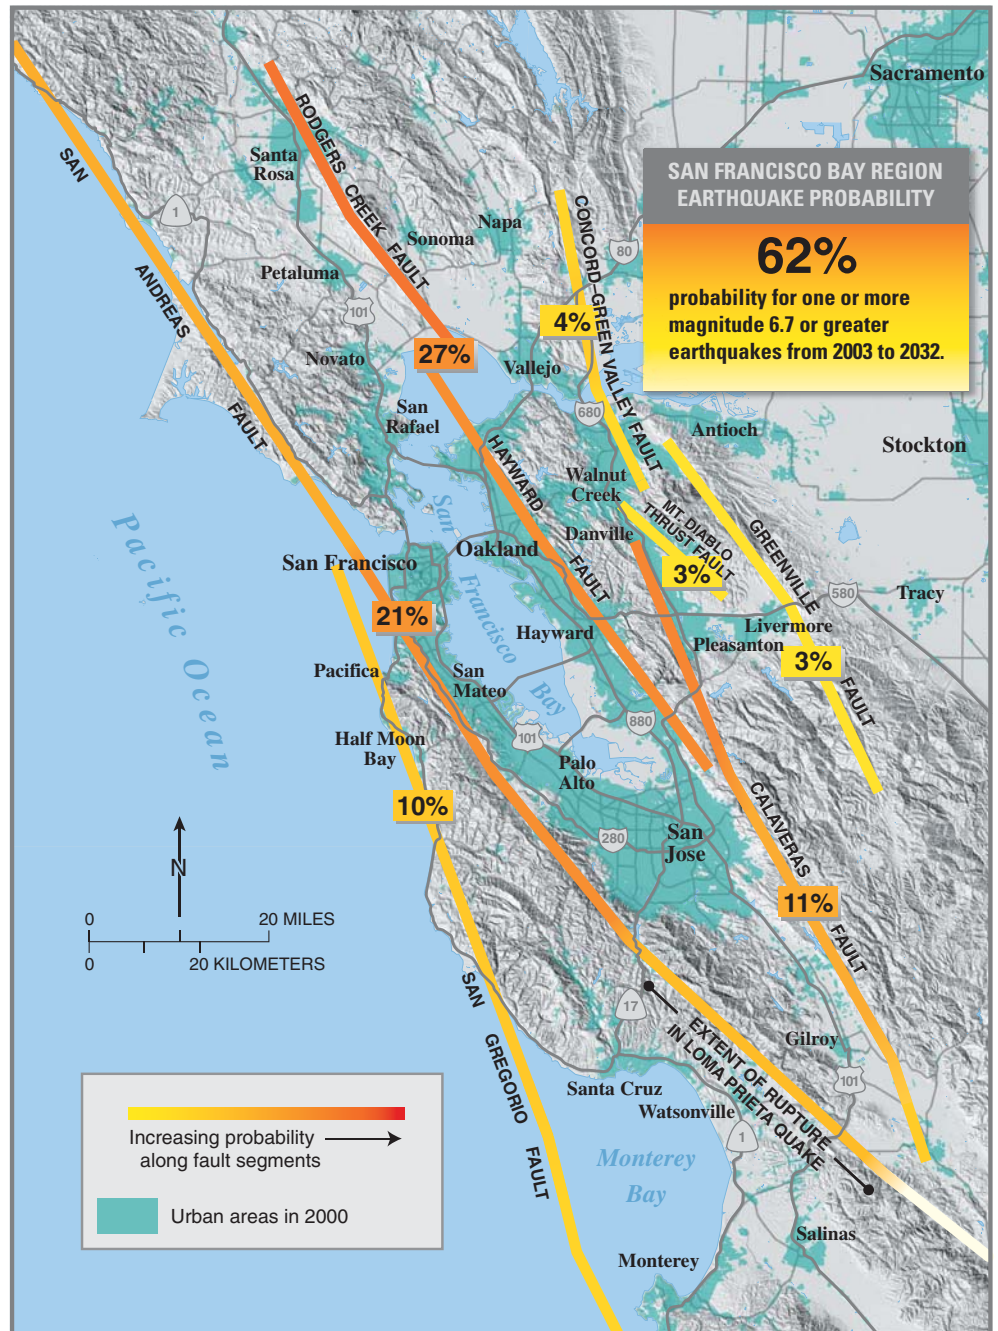 Sacramento
SAN FRANCISCO BAY REGION
EARTHQUAKE PROBABILITY
62%
probability for one or more
magnitude 6.7 or greater
earthquakes from 2003 to 2032.
SAN ANDREAS FAULT
1
Santa
Rosa
RODGERS CREEK FAULT
Napa
Sonoma
Petaluma
101
CONCORD–GREEN VALLEY FAULT
80
4%
27%
Novato
Vallejo
San
Rafael
680
Antioch
Stockton
HAYWARD FAULT
Walnut
Creek
MT. DIABLO
THRUST FAULT
3%
Danville
GREENVILLE FAULT
Pacific Ocean
San Francisco Bay
San Francisco
Oakland
580
Tracy
21%
Hayward
Livermore
Pleasanton
3%
Pacifica
San
Mateo
880
101
Half Moon
Bay
Palo
Alto
10%
280
San
Jose
CALAVERAS FAULT
11%
N
0
20 MILES
0
20 KILOMETERS
SAN GREGORIO FAULT
17
EXTENT OF RUPTURE
IN LOMA PRIETA QUAKE
Gilroy
101
Santa Cruz
Watsonville
1
Monterey
Bay
Salinas
Monterey
Increasing probability
along fault segments
Urban areas in 2000